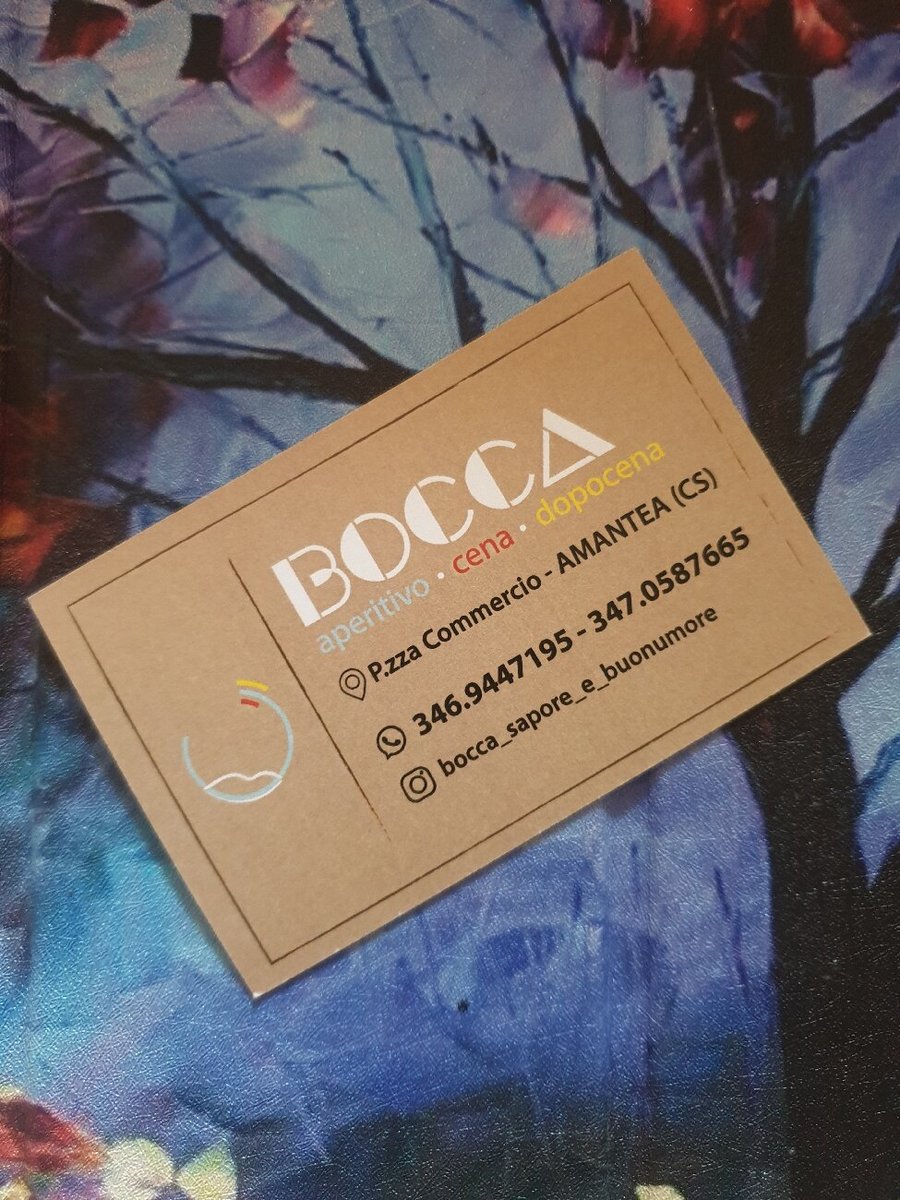 BOCCA
aperitivo · cena · dopocena
P.zza Commercio - AMANTEA (CS)
346.9447195 - 347.0587665
bocca_sapore_e_buonumore